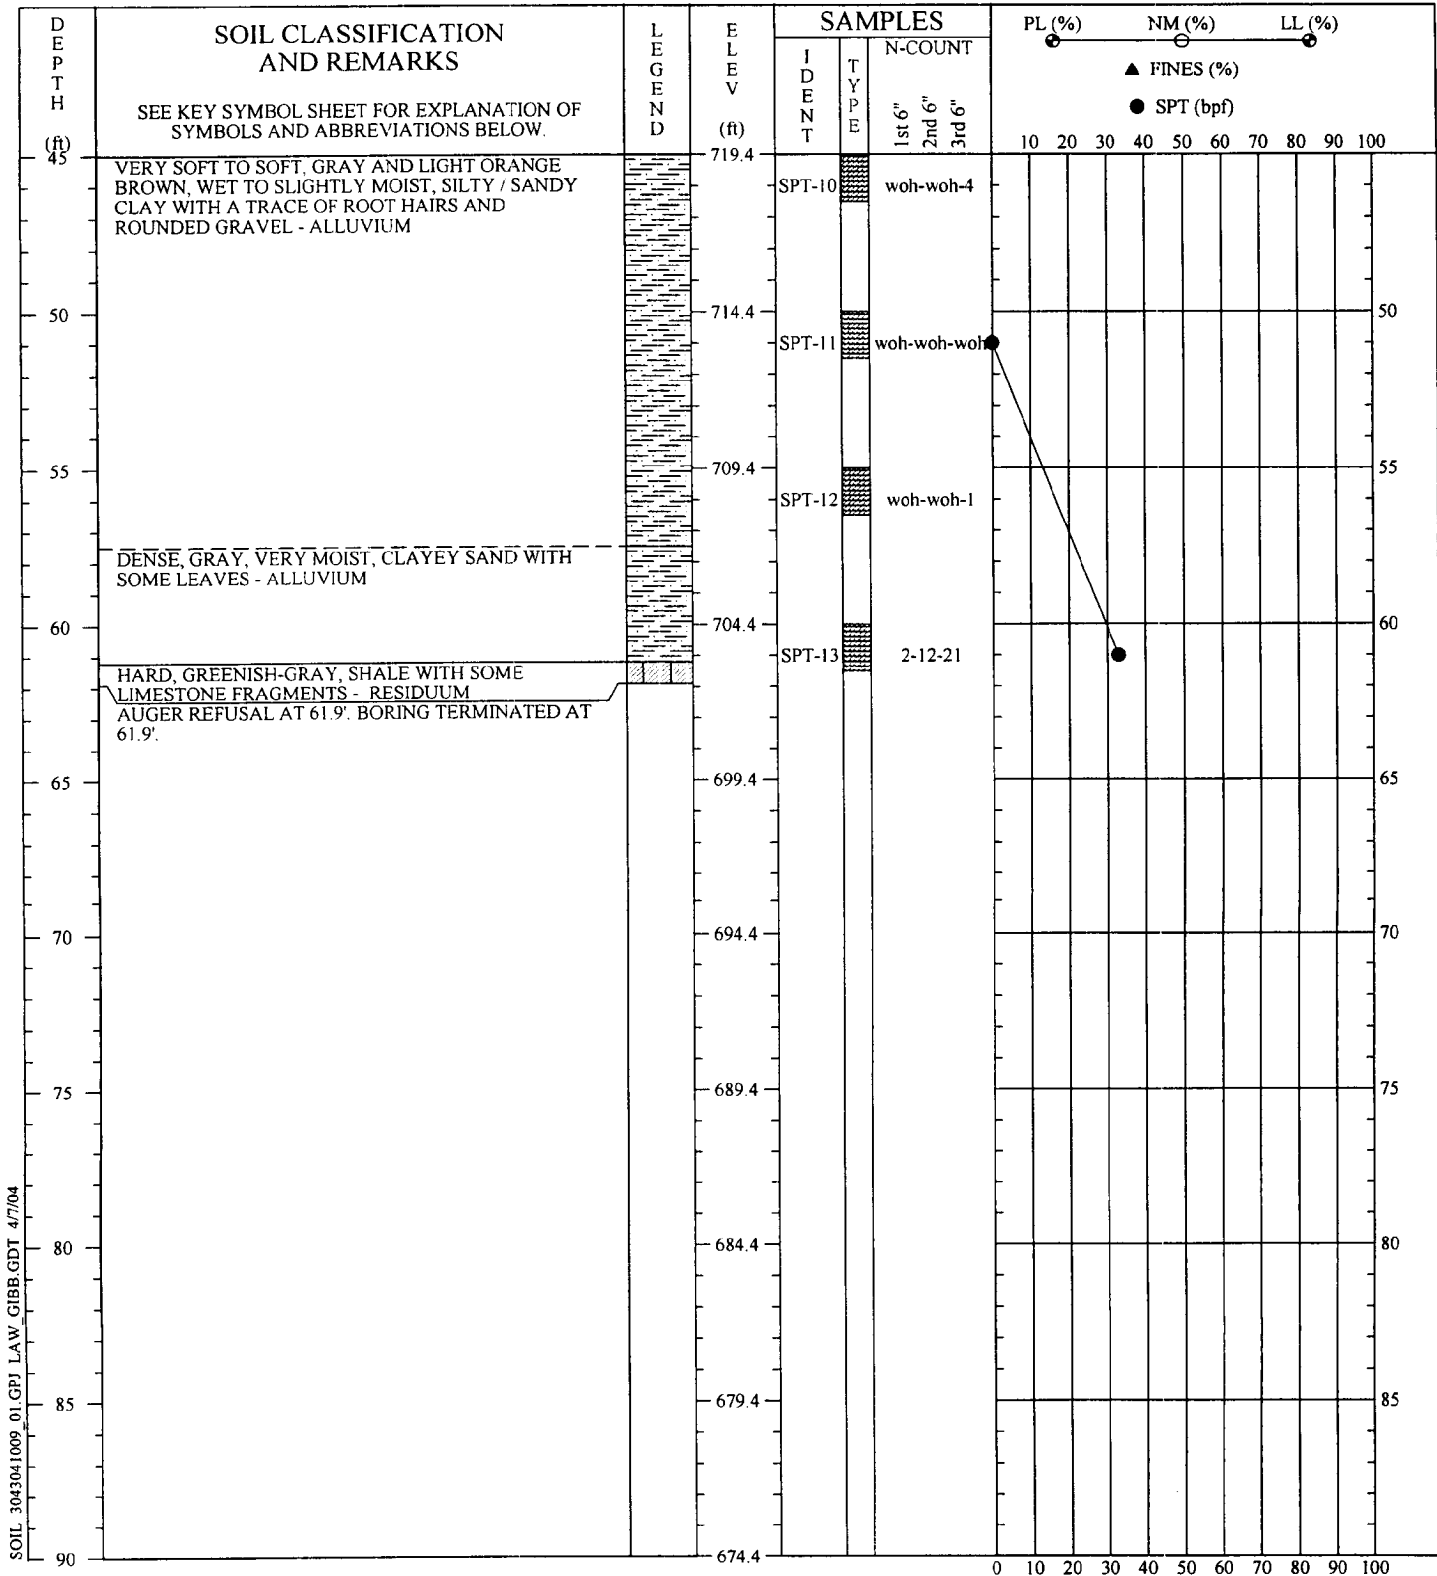 DEPTH
(ft)
SOIL CLASSIFICATION
AND REMARKS
SEE KEY SYMBOL SHEET FOR EXPLANATION OF
SYMBOLS AND ABBREVIATIONS BELOW.
LEGEND
ELEV
(ft)
SAMPLES
IDENT
TYPE
N-COUNT
1st 6"
2nd 6"
3rd 6"
PL (%) NM (%) LL (%)
▲ FINES (%)
● SPT (bpf)
10 20 30 40 50 60 70 80 90 100
45
VERY SOFT TO SOFT, GRAY AND LIGHT ORANGE
BROWN, WET TO SLIGHTLY MOIST, SILTY / SANDY
CLAY WITH A TRACE OF ROOT HAIRS AND
ROUNDED GRAVEL - ALLUVIUM
719.4
SPT-10 woh-woh-4
50 714.4 50
SPT-11 woh-woh-woh
55 709.4 55
SPT-12 woh-woh-1
DENSE, GRAY, VERY MOIST, CLAYEY SAND WITH
SOME LEAVES - ALLUVIUM
60 704.4 60
SPT-13 2-12-21
HARD, GREENISH-GRAY, SHALE WITH SOME
LIMESTONE FRAGMENTS - RESIDUUM
AUGER REFUSAL AT 61.9'. BORING TERMINATED AT
61.9'.
65 699.4 65
70 694.4 70
75 689.4 75
80 684.4 80
85 679.4 85
90 674.4
0 10 20 30 40 50 60 70 80 90 100
SOIL 3043041009_01.GPJ LAW_GIBB.GDT 4/7/04